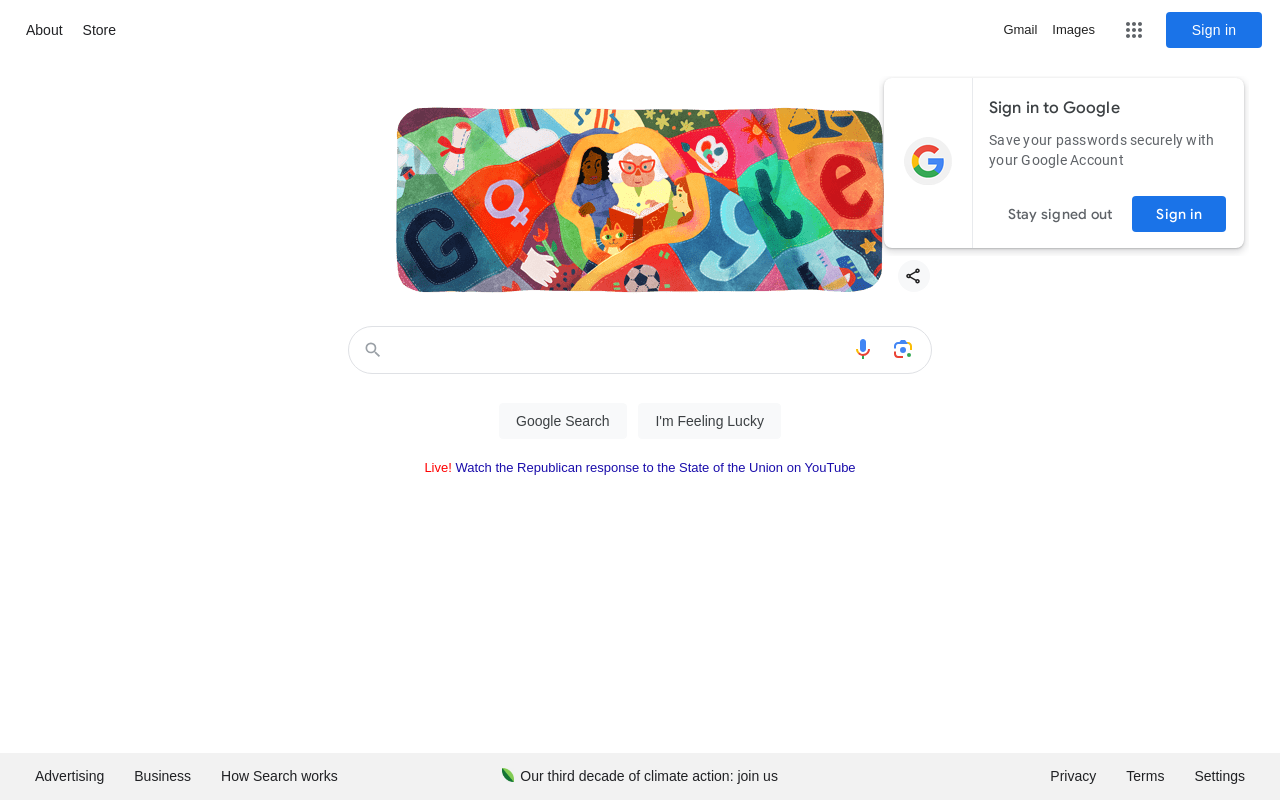 About Store
Gmail Images
Sign in
Sign in to Google
Save your passwords securely with
your Google Account
Stay signed out
Sign in
Google Search
I'm Feeling Lucky
Live! Watch the Republican response to the State of the Union on YouTube
Advertising Business How Search works
Our third decade of climate action: join us
Privacy Terms Settings